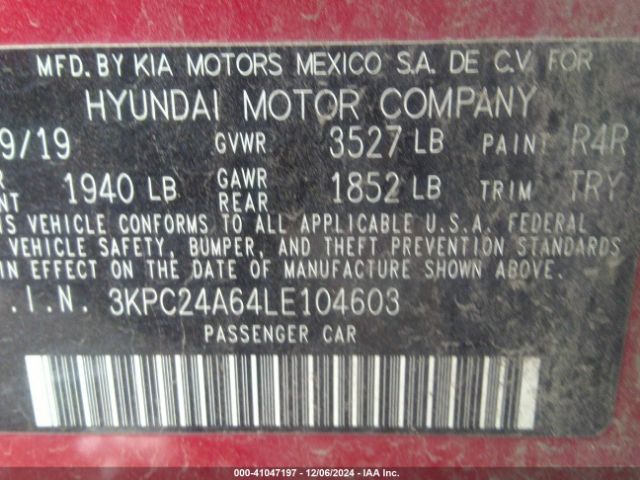 MFD. BY KIA MOTORS MEXICO S.A. DE C.V. FOR
HYUNDAI MOTOR COMPANY
9/19 GVWR 3527 LB PAINT R4R
GAWR
1940 LB REAR 1852 LB TRIM TRY
VEHICLE CONFORMS TO ALL APPLICABLE U.S.A. FEDERAL
VEHICLE SAFETY, BUMPER, AND THEFT PREVENTION STANDARDS
IN EFFECT ON THE DATE OF MANUFACTURE SHOWN ABOVE.
.I.N. 3KPC24A64LE104603
PASSENGER CAR
000-41047197 - 12/06/2024 - IAA Inc.